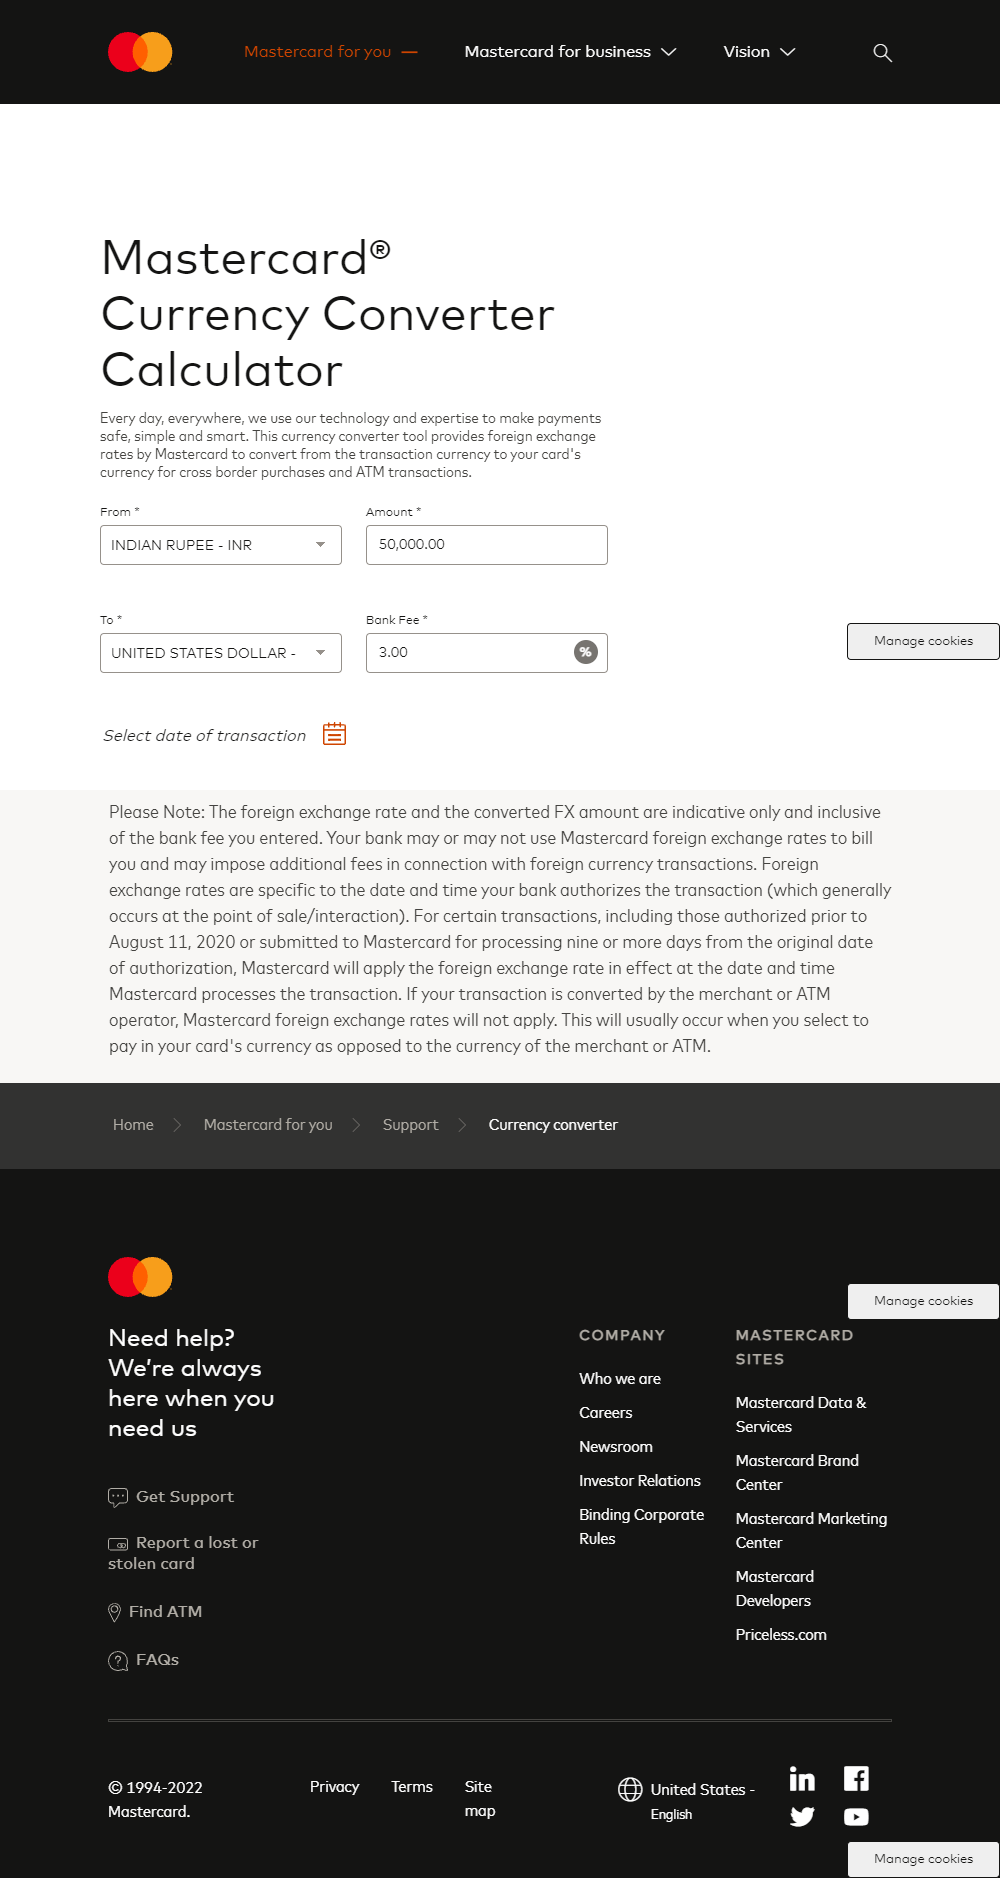 Mastercard for you
Mastercard for business
Vision
Mastercard®
Currency Converter
Calculator
Every day, everywhere, we use our technology and expertise to make payments
safe, simple and smart. This currency converter tool provides foreign exchange
rates by Mastercard to convert from the transaction currency to your card's
currency for cross border purchases and ATM transactions.
From *
Amount *
INDIAN RUPEE - INR
50,000.00
To *
Bank Fee *
UNITED STATES DOLLAR -
3.00
%
Manage cookies
Select date of transaction
Please Note: The foreign exchange rate and the converted FX amount are indicative only and inclusive
of the bank fee you entered. Your bank may or may not use Mastercard foreign exchange rates to bill
you and may impose additional fees in connection with foreign currency transactions. Foreign
exchange rates are specific to the date and time your bank authorizes the transaction (which generally
occurs at the point of sale/interaction). For certain transactions, including those authorized prior to
August 11, 2020 or submitted to Mastercard for processing nine or more days from the original date
of authorization, Mastercard will apply the foreign exchange rate in effect at the date and time
Mastercard processes the transaction. If your transaction is converted by the merchant or ATM
operator, Mastercard foreign exchange rates will not apply. This will usually occur when you select to
pay in your card's currency as opposed to the currency of the merchant or ATM.
Home
Mastercard for you
Support
Currency converter
Manage cookies
Need help?
We're always
here when you
need us
Get Support
Report a lost or
stolen card
Find ATM
FAQs
COMPANY
Who we are
Careers
Newsroom
Investor Relations
Binding Corporate
Rules
MASTERCARD
SITES
Mastercard Data &
Services
Mastercard Brand
Center
Mastercard Marketing
Center
Mastercard
Developers
Priceless.com
© 1994-2022
Mastercard.
Privacy
Terms
Site
map
United States -
English
Manage cookies